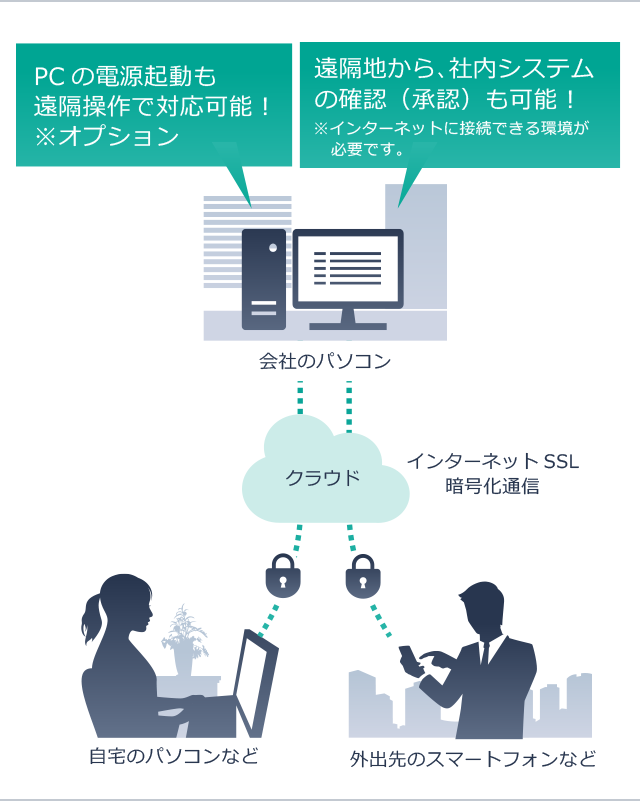 PCの電源起動も
遠隔操作で対応可能！
※オプション
遠隔地から、社内システム
の確認（承認）も可能！
※インターネットに接続できる環境が
必要です。
会社のパソコン
クラウド
インターネット SSL
暗号化通信
自宅のパソコンなど
外出先のスマートフォンなど